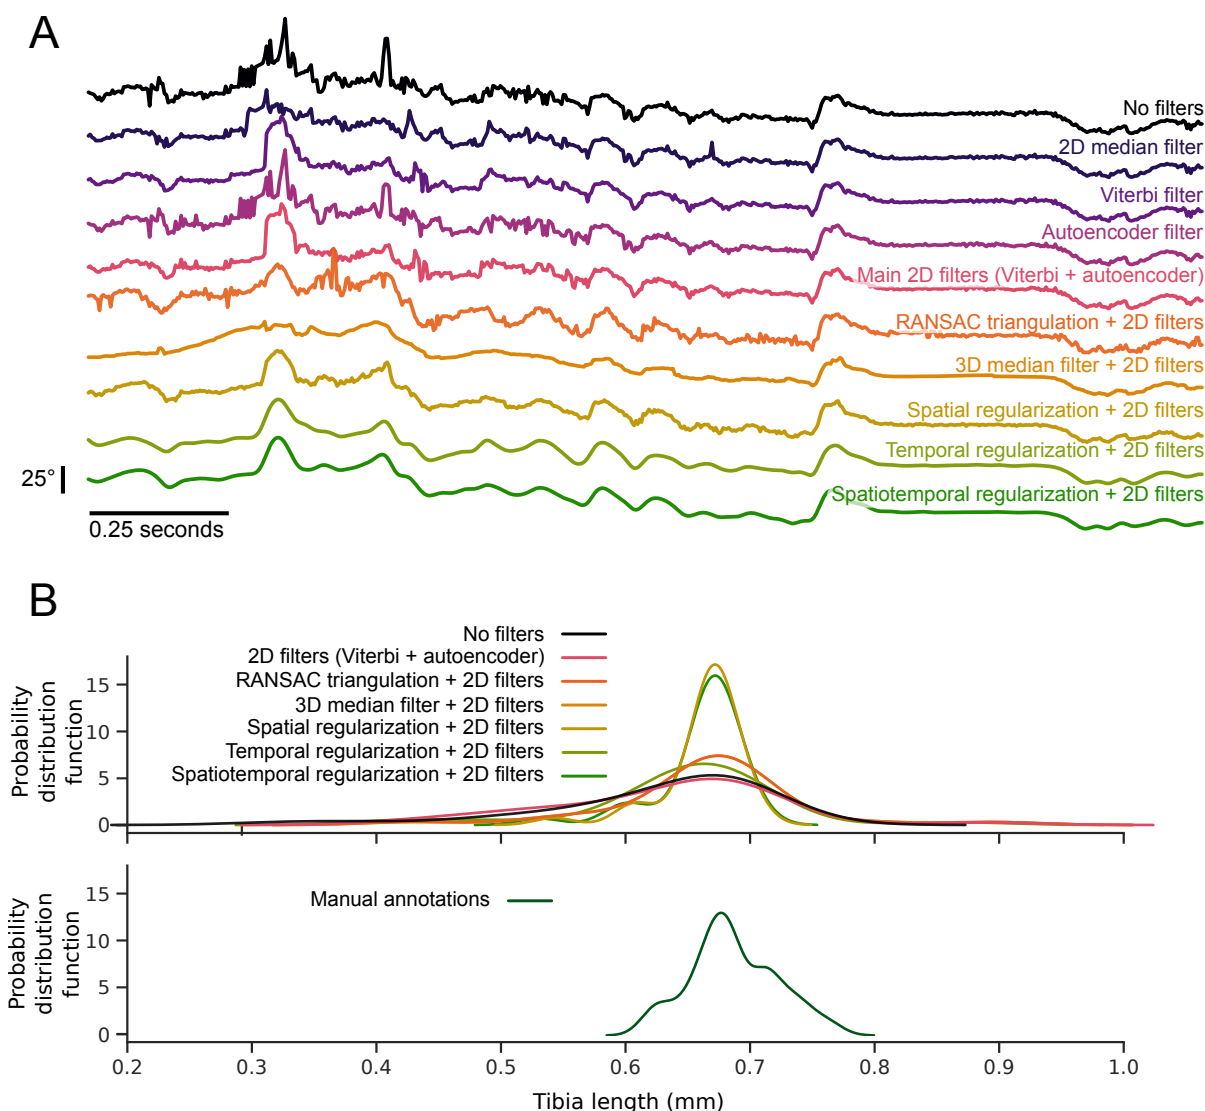 A
No filters
2D median filter
Viterbi filter
Autoencoder filter
Main 2D filters (Viterbi + autoencoder)
RANSAC triangulation + 2D filters
3D median filter + 2D filters
Spatial regularization + 2D filters
Temporal regularization + 2D filters
Spatiotemporal regularization + 2D filters
25°
0.25 seconds
B
No filters
2D filters (Viterbi + autoencoder)
RANSAC triangulation + 2D filters
3D median filter + 2D filters
Spatial regularization + 2D filters
Temporal regularization + 2D filters
Spatiotemporal regularization + 2D filters
Probability
distribution
function
15
10
5
0
Manual annotations
Probability
distribution
function
15
10
5
0
0.2 0.3 0.4 0.5 0.6 0.7 0.8 0.9 1.0
Tibia length (mm)